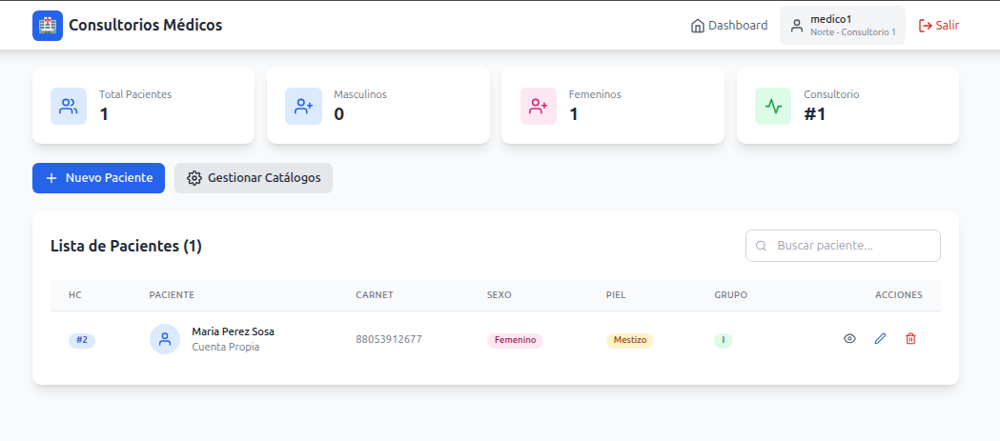 Consultorios Médicos
Dashboard
medico1
Norte - Consultorio 1
Salir
Total Pacientes
1
Masculinos
0
Femeninos
1
Consultorio
#1
Nuevo Paciente
Gestionar Catálogos
Lista de Pacientes (1)
Buscar paciente...
HC PACIENTE CARNET SEXO PIEL GRUPO ACCIONES
#2 Maria Perez Sosa 88053912677 Femenino Mestizo I
Cuenta Propia